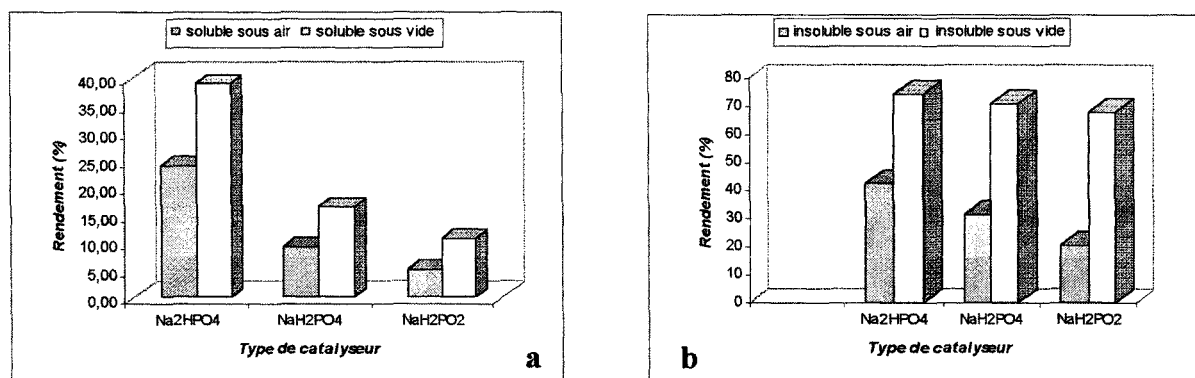 soluble sous air soluble sous vide
40,00
35,00
30,00
25,00
20,00
15,00
10,00
5,00
0,00
Rendement (%)
Na2HPO4 NaH2PO4 NaH2PO2
Type de catalyseur
a
insoluble sous air insoluble sous vide
80
70
60
50
40
30
20
10
0
Rendement (%)
Na2HPO4 NaH2PO4 NaH2PO2
Type de catalyseur
b